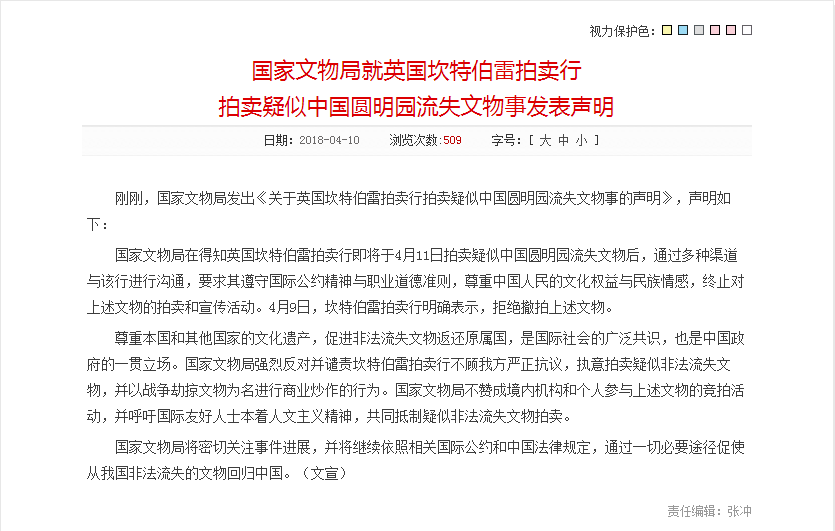 视力保护色：
国家文物局就英国坎特伯雷拍卖行
拍卖疑似中国圆明园流失文物事发表声明
日期：2018-04-10 浏览次数:509 字号：[ 大 中 小 ]
刚刚，国家文物局发出《关于英国坎特伯雷拍卖行拍卖疑似中国圆明园流失文物事的声明》，声明如
下：
国家文物局在得知英国坎特伯雷拍卖行即将于4月11日拍卖疑似中国圆明园流失文物后，通过多种渠道
与该行进行沟通，要求其遵守国际公约精神与职业道德准则，尊重中国人民的文化权益与民族情感，终止对
上述文物的拍卖和宣传活动。4月9日，坎特伯雷拍卖行明确表示，拒绝撤拍上述文物。
尊重本国和其他国家的文化遗产，促进非法流失文物返还原属国，是国际社会的广泛共识，也是中国政
府的一贯立场。国家文物局强烈反对并谴责坎特伯雷拍卖行不顾我方严正抗议，执意拍卖疑似非法流失文
物，并以战争劫掠文物为名进行商业炒作的行为。国家文物局不赞成境内机构和个人参与上述文物的竞拍活
动，并呼吁国际友好人士本着人文主义精神，共同抵制疑似非法流失文物拍卖。
国家文物局将密切关注事件进展，并将继续依照相关国际公约和中国法律规定，通过一切必要途径促使
从我国非法流失的文物回归中国。（文宣）
责任编辑：张冲